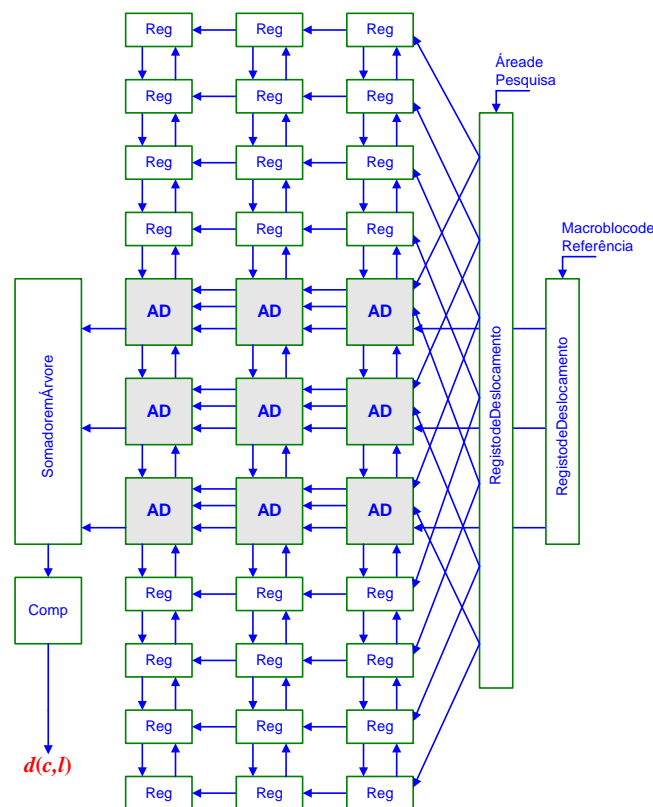 Reg Reg Reg
Áreade
Pesquisa
Reg Reg Reg
Reg Reg Reg
Reg Reg Reg
Macroblocode
Referência
AD AD AD
SomadoremÁrvore
RegistodeDeslocamento
RegistodeDeslocamento
AD AD AD
AD AD AD
Reg Reg Reg
Comp
Reg Reg Reg
Reg Reg Reg
d(c,l)
Reg Reg Reg